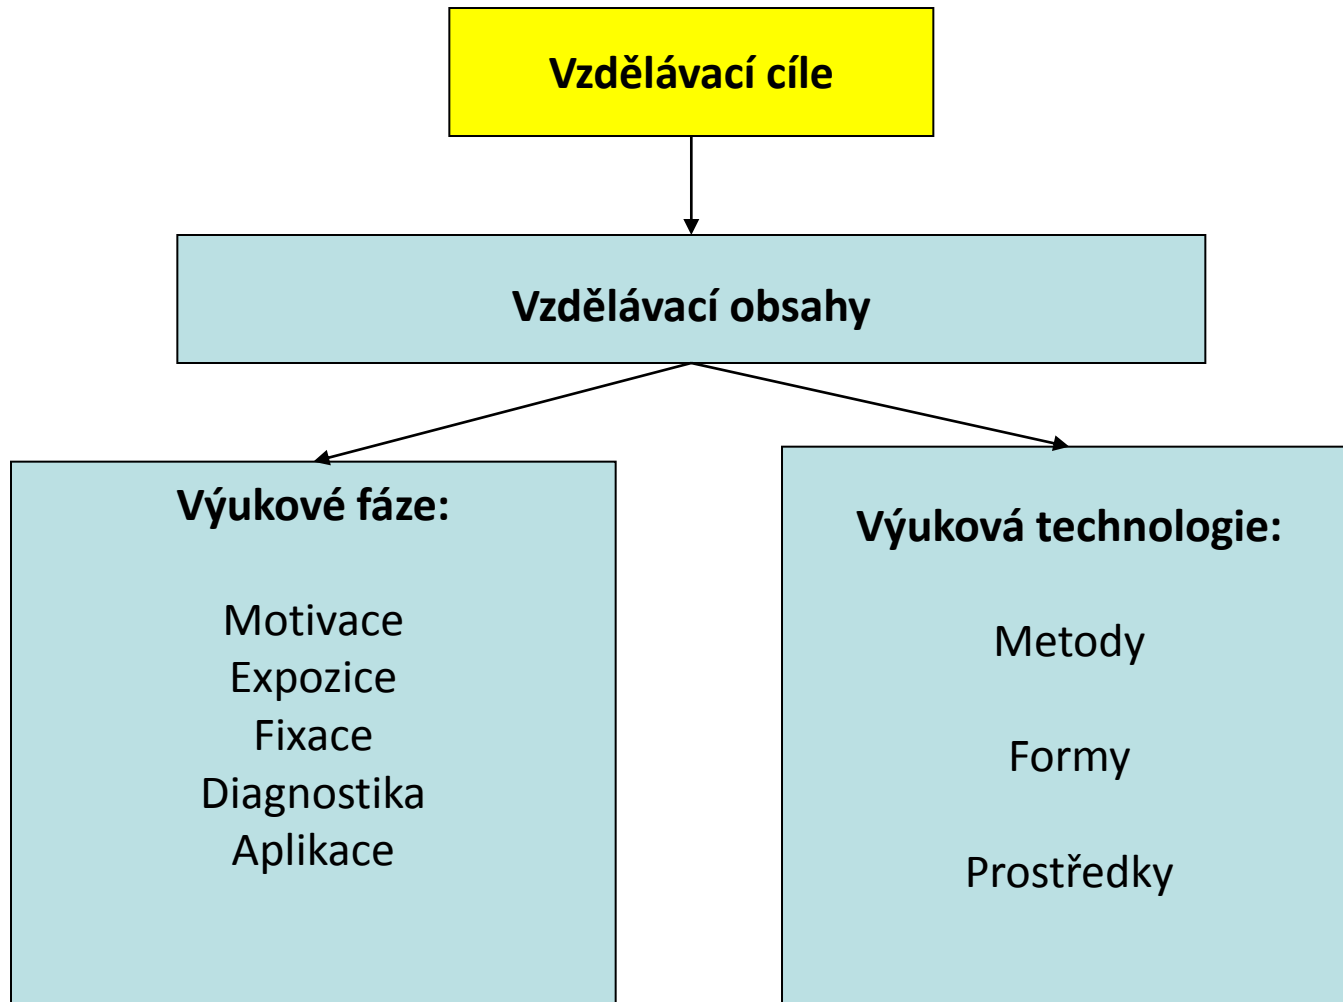 Vzdělávací cíle
Vzdělávací obsahy
Výukové fáze:
Motivace
Expozice
Fixace
Diagnostika
Aplikace
Výuková technologie:
Metody
Formy
Prostředky